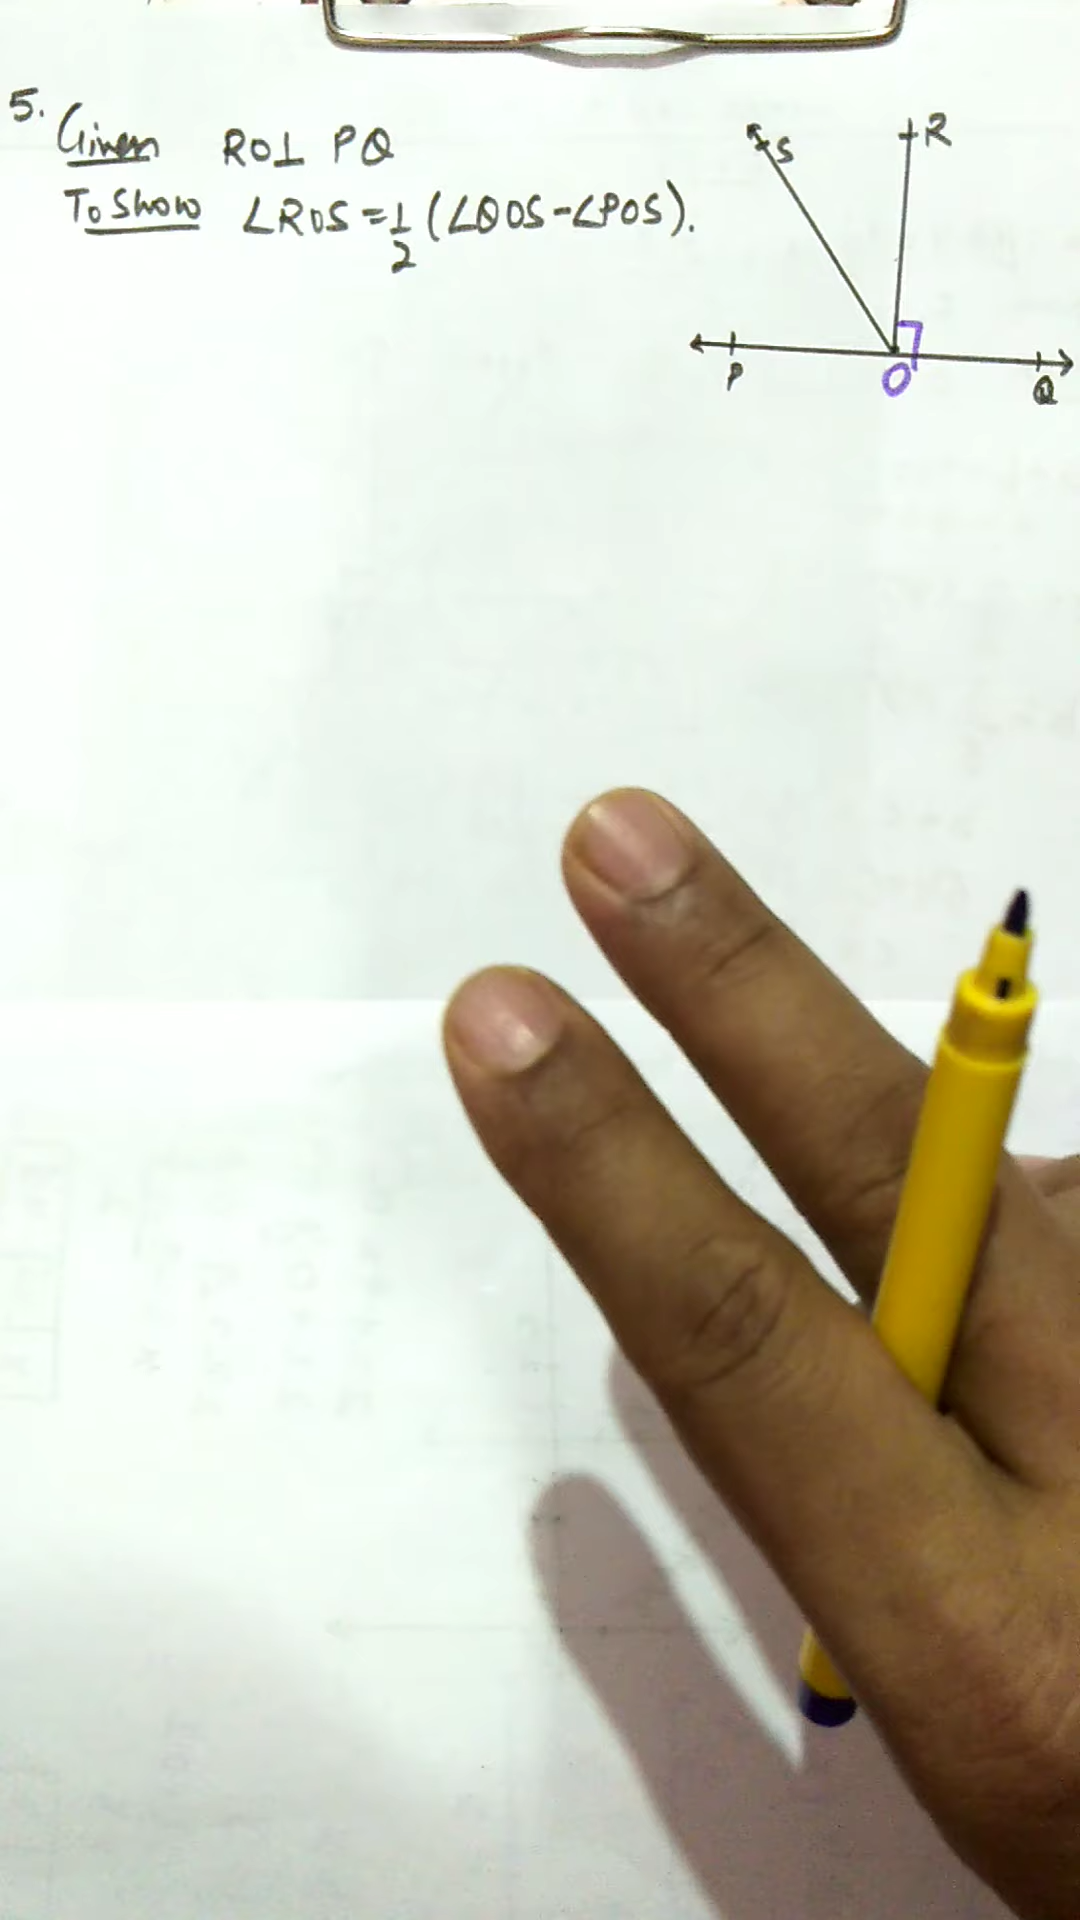 5.
Given RO⊥ PQ
To Show ∠ROS = 1/2 (∠QOS - ∠POS).
S
R
P
O
Q